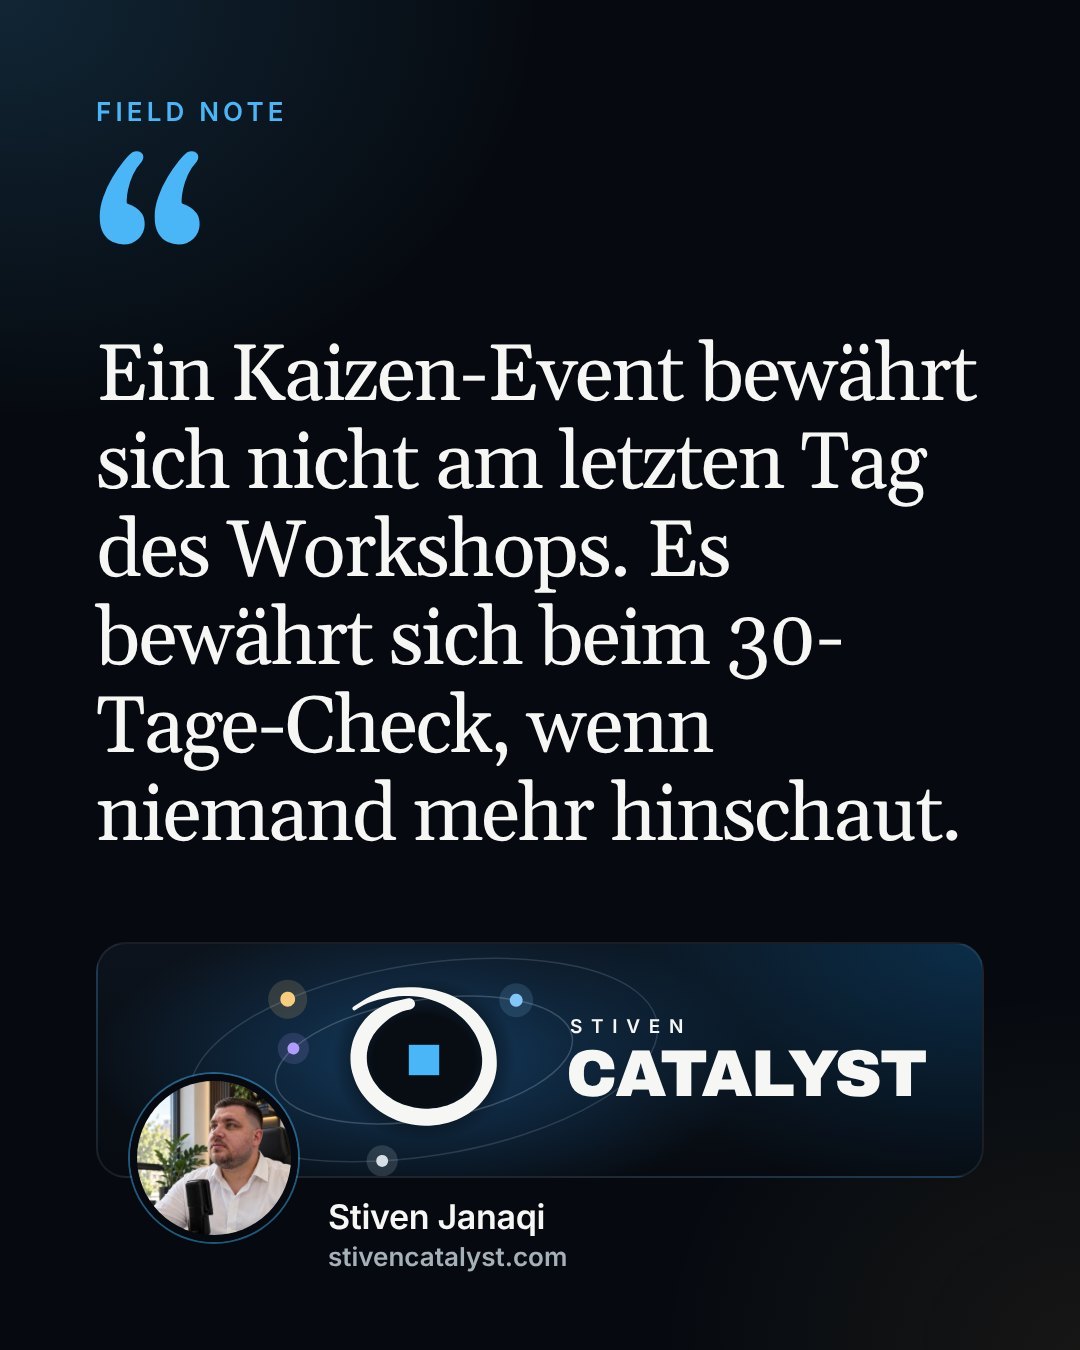 FIELD NOTE
“
Ein Kaizen-Event bewährt
sich nicht am letzten Tag
des Workshops. Es
bewährt sich beim 30-
Tage-Check, wenn
niemand mehr hinschaut.
STIVEN
CATALYST
Stiven Janaqi
stivencatalyst.com